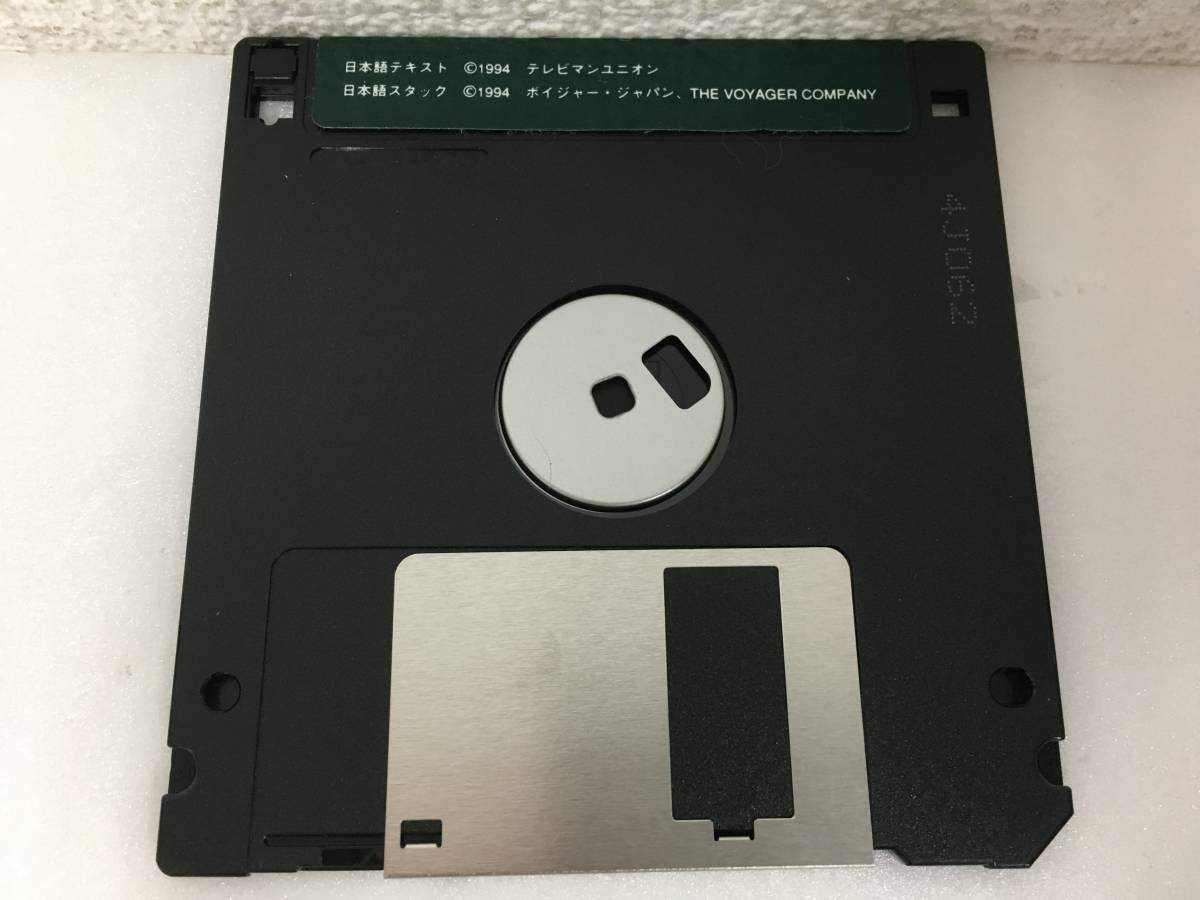 日本語テキスト ©1994 テレビマンユニオン
日本語スタック ©1994 ボイジャー・ジャパン、THE VOYAGER COMPANY
4J062